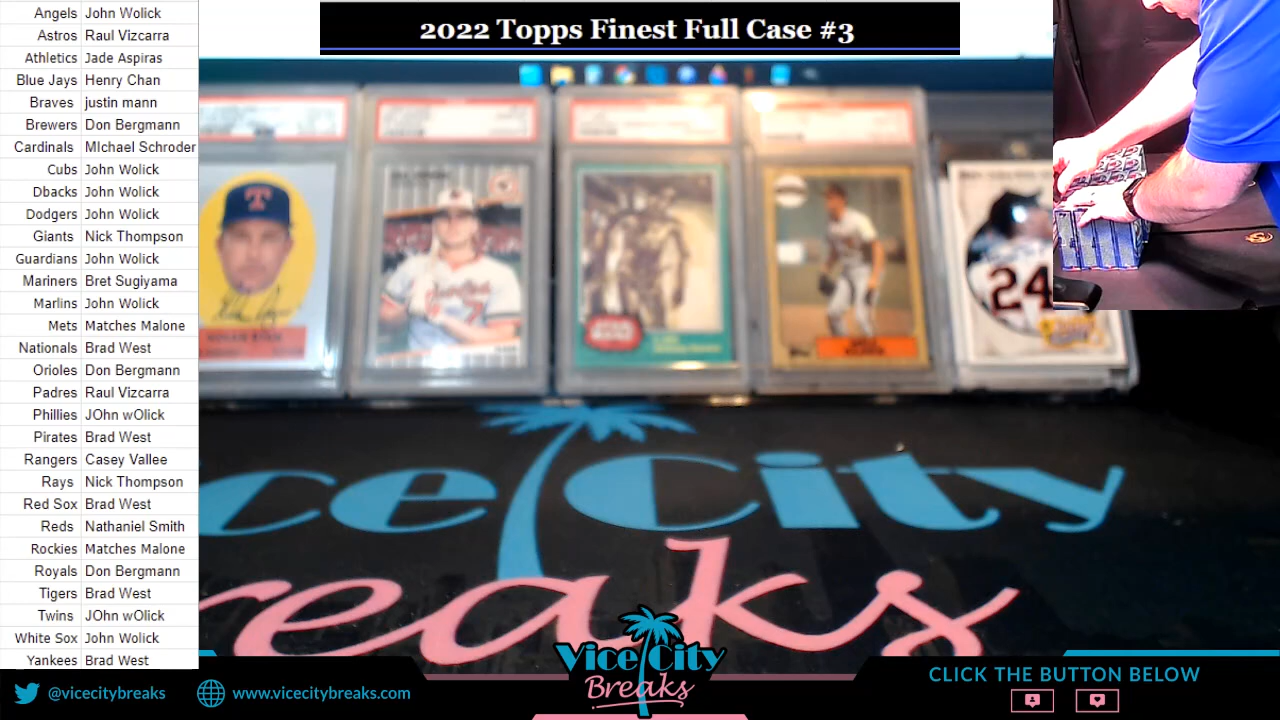 2022 Topps Finest Full Case #3
Angels John Wolick
Astros Raul Vizcarra
Athletics Jade Aspiras
Blue Jays Henry Chan
Braves justin mann
Brewers Don Bergmann
Cardinals MIchael Schroder
Cubs John Wolick
Dbacks John Wolick
Dodgers John Wolick
Giants Nick Thompson
Guardians John Wolick
Mariners Bret Sugiyama
Marlins John Wolick
Mets Matches Malone
Nationals Brad West
Orioles Don Bergmann
Padres Raul Vizcarra
Phillies JOhn wOlick
Pirates Brad West
Rangers Casey Vallee
Rays Nick Thompson
Red Sox Brad West
Reds Nathaniel Smith
Rockies Matches Malone
Royals Don Bergmann
Tigers Brad West
Twins JOhn wOlick
White Sox John Wolick
Yankees Brad West
T
7
24
ce City
reaks
Vice City
Breaks
@vicecitybreaks
www.vicecitybreaks.com
CLICK THE BUTTON BELOW